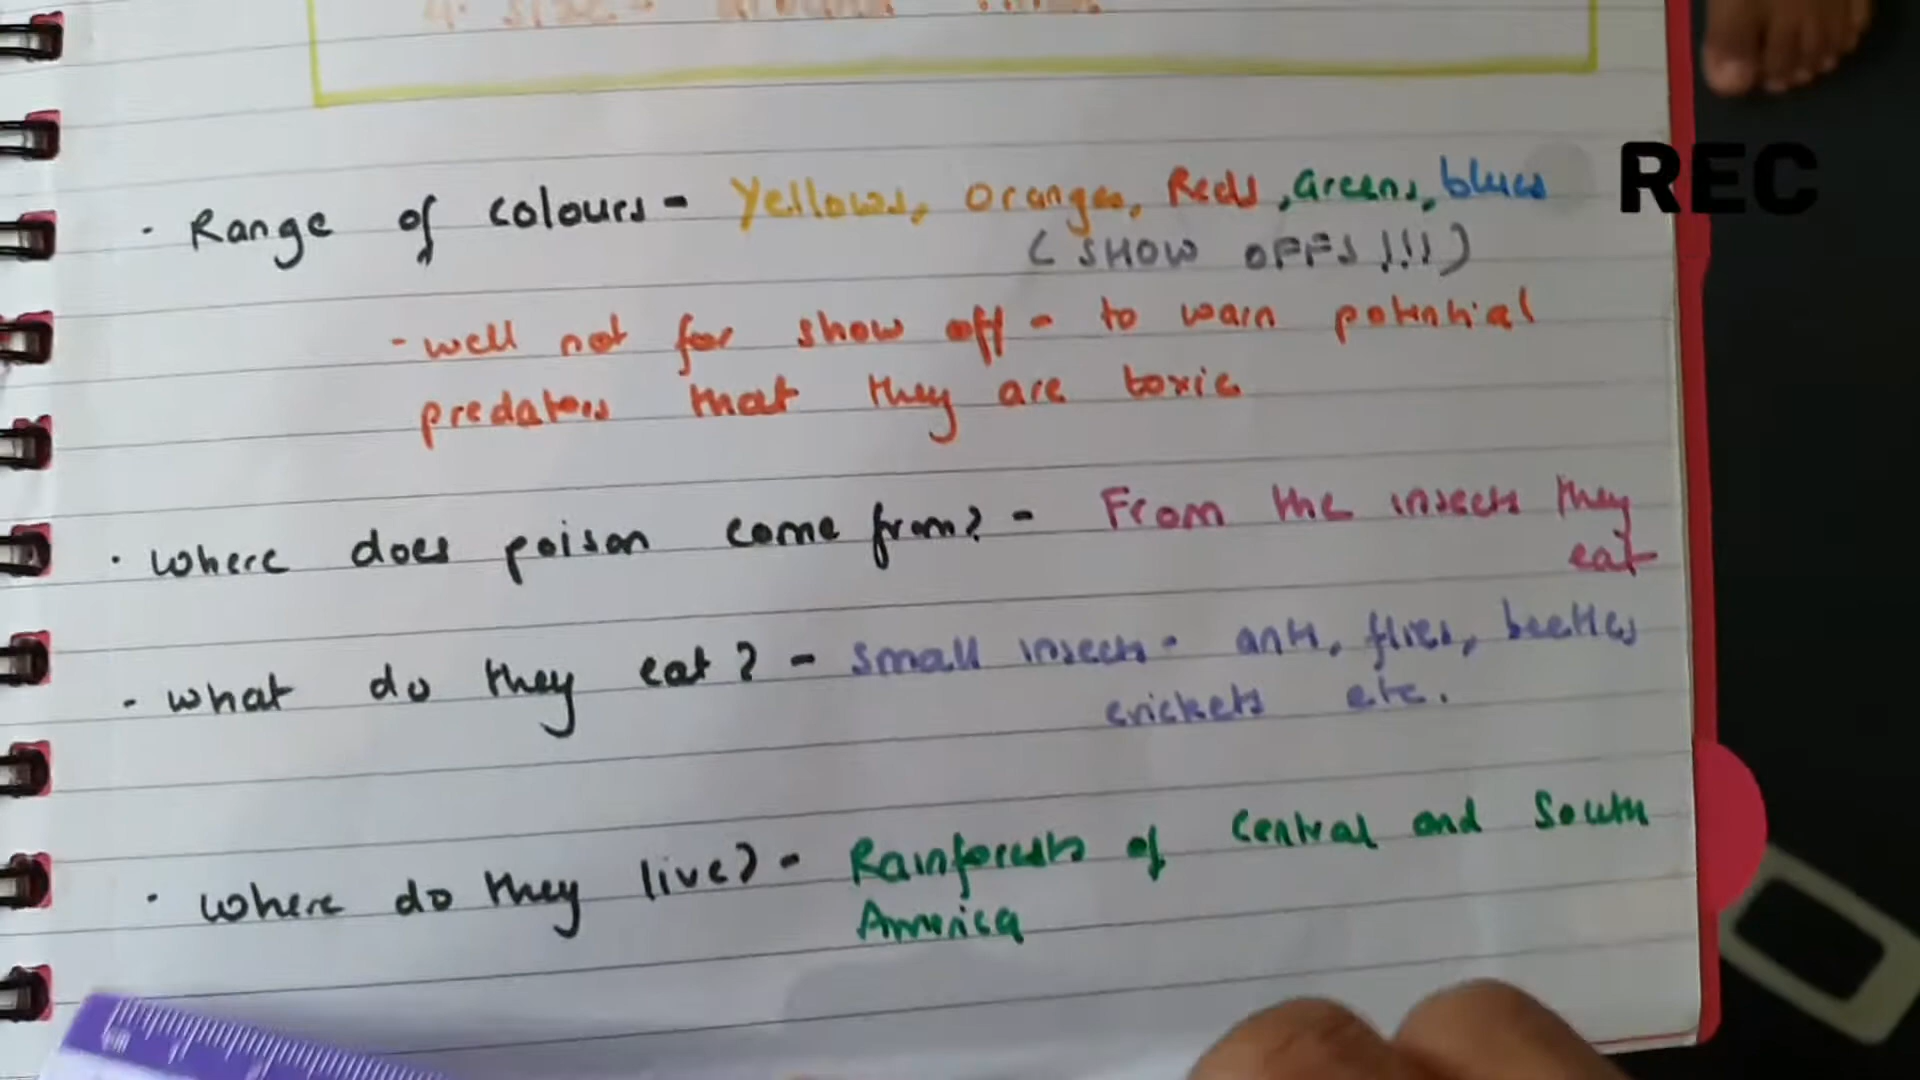 · Range of colours - Yellows, oranges, Reds, Greens, blues
REC
( SHOW OFFS !!!)
- well not for show off - to warn potential
predators that they are toxic
· where does poison come from? - From the insects they
eat
- what do they eat? - small insects - ants, flies, beetles
crickets etc.
· where do they live? - Rainforests of Central and South
America